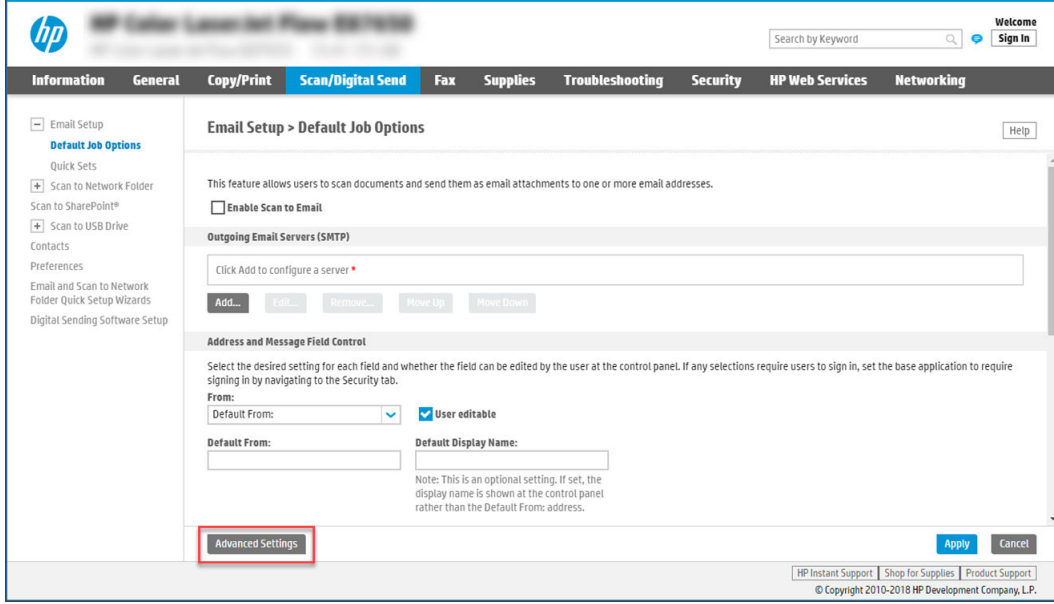 hp
Welcome
Search by Keyword
Sign In
Information General Copy/Print Scan/Digital Send Fax Supplies Troubleshooting Security HP Web Services Networking
Email Setup
Default Job Options
Quick Sets
Scan to Network Folder
Scan to SharePoint®
Scan to USB Drive
Contacts
Preferences
Email and Scan to Network
Folder Quick Setup Wizards
Digital Sending Software Setup
Email Setup > Default Job Options
Help
This feature allows users to scan documents and send them as email attachments to one or more email addresses.
Enable Scan to Email
Outgoing Email Servers (SMTP)
Click Add to configure a server *
Add... Edit... Remove... Move Up Move Down
Address and Message Field Control
Select the desired setting for each field and whether the field can be edited by the user at the control panel. If any selections require users to sign in, set the base application to require
signing in by navigating to the Security tab.
From:
Default From: User editable
Default From: Default Display Name:
Note: This is an optional setting. If set, the
display name is shown at the control panel
rather than the Default From: address.
Advanced Settings Apply Cancel
HP Instant Support Shop for Supplies Product Support
© Copyright 2010-2018 HP Development Company, L.P.